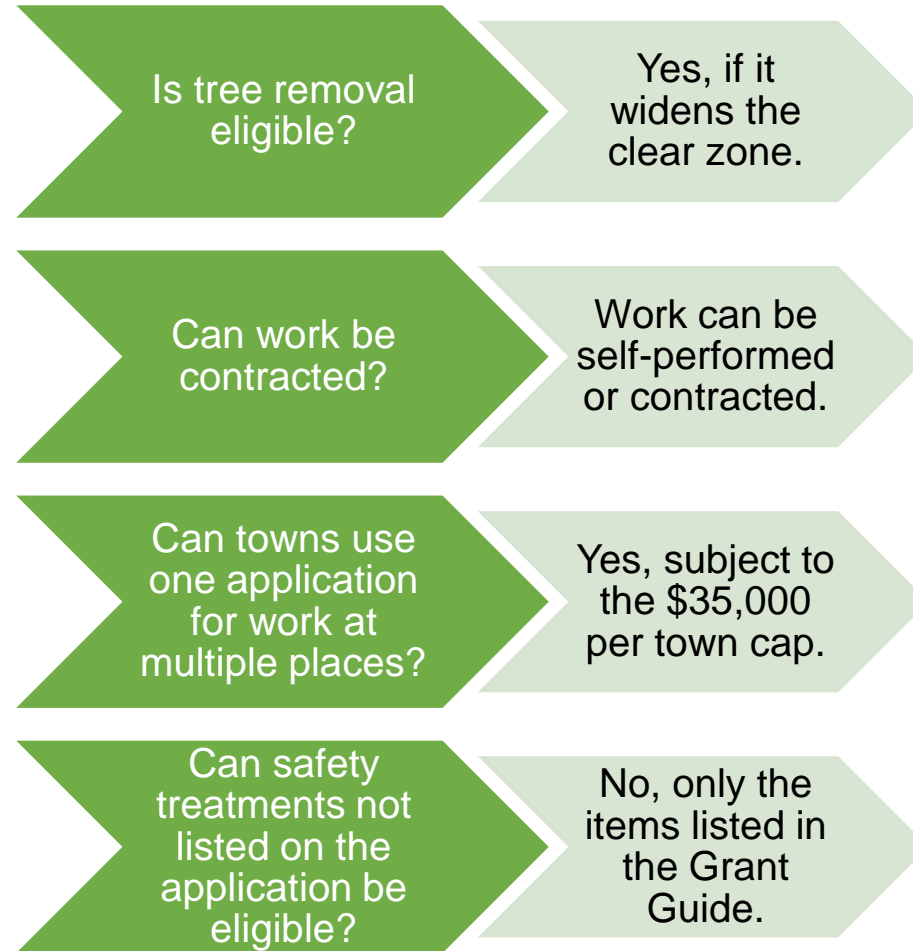 Is tree removal
eligible?
Yes, if it
widens the
clear zone.
Can work be
contracted?
Work can be
self-performed
or contracted.
Can towns use
one application
for work at
multiple places?
Yes, subject to
the $35,000
per town cap.
Can safety
treatments not
listed on the
application be
eligible?
No, only the
items listed in
the Grant
Guide.